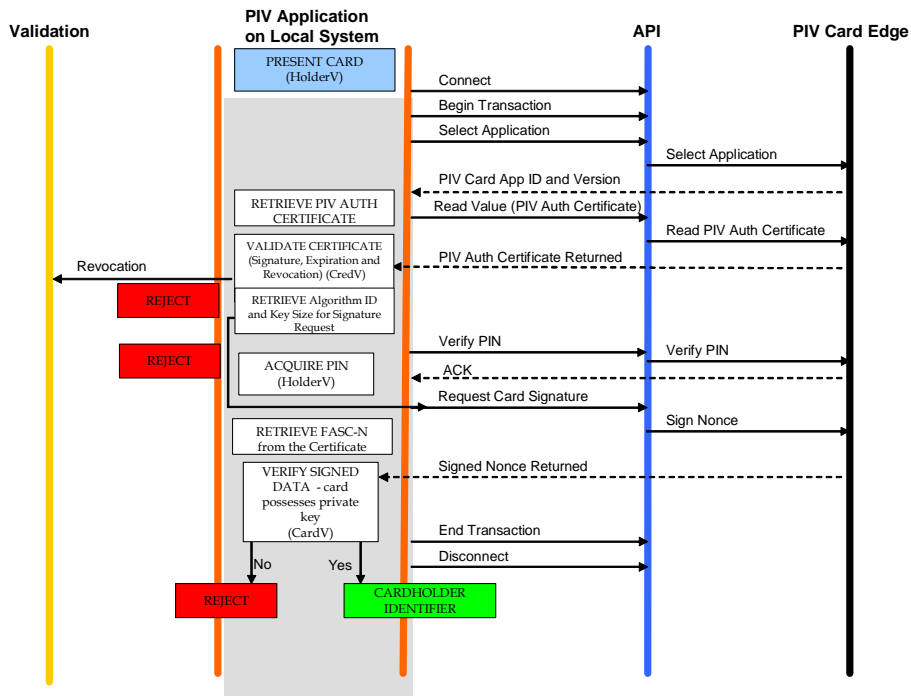 Validation
PIV Application
on Local System
API
PIV Card Edge
PRESENT CARD
(HolderV)
Connect
Begin Transaction
Select Application
Select Application
PIV Card App ID and Version
RETRIEVE PIV AUTH
CERTIFICATE
Read Value (PIV Auth Certificate)
Read PIV Auth Certificate
VALIDATE CERTIFICATE
(Signature, Expiration and
Revocation) (CredV)
PIV Auth Certificate Returned
Revocation
REJECT
RETRIEVE Algorithm ID
and Key Size for Signature
Request
Verify PIN
Verify PIN
REJECT
ACQUIRE PIN
(HolderV)
ACK
Request Card Signature
Sign Nonce
RETRIEVE FASC-N
from the Certificate
VERIFY SIGNED
DATA - card
possesses private
key
(CardV)
Signed Nonce Returned
End Transaction
Disconnect
No
Yes
REJECT
CARDHOLDER
IDENTIFIER